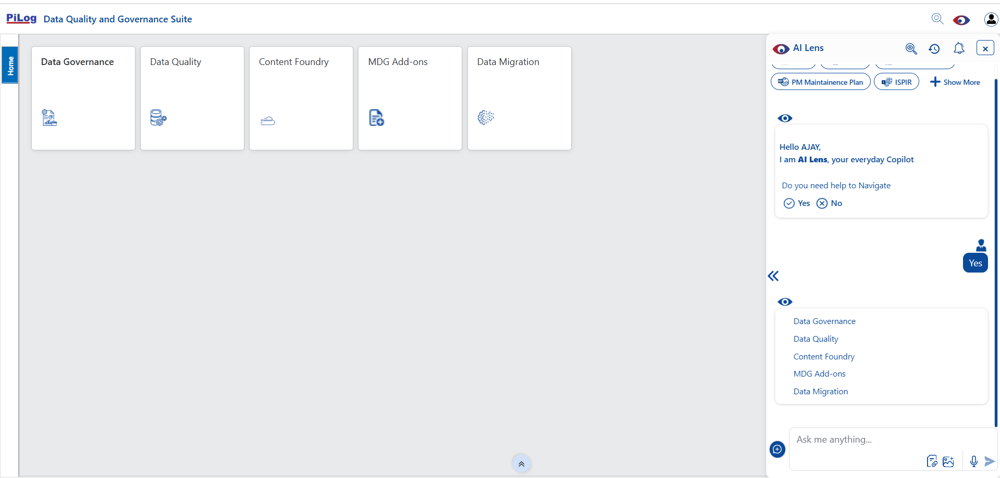 PiLog Data Quality and Governance Suite
Home
Data Governance
Data Quality
Content Foundry
MDG Add-ons
Data Migration
AI Lens
PM Maintainence Plan
ISPIR
Show More
Hello AJAY,
I am AI Lens, your everyday Copilot
Do you need help to Navigate
Yes No
Yes
Data Governance
Data Quality
Content Foundry
MDG Add-ons
Data Migration
Ask me anything...